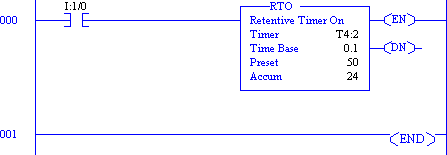 I:1/0
RTO
000
Retentive Timer On
EN
Timer T4:2
Time Base 0.1
DN
Preset 50
Accum 24
001
END